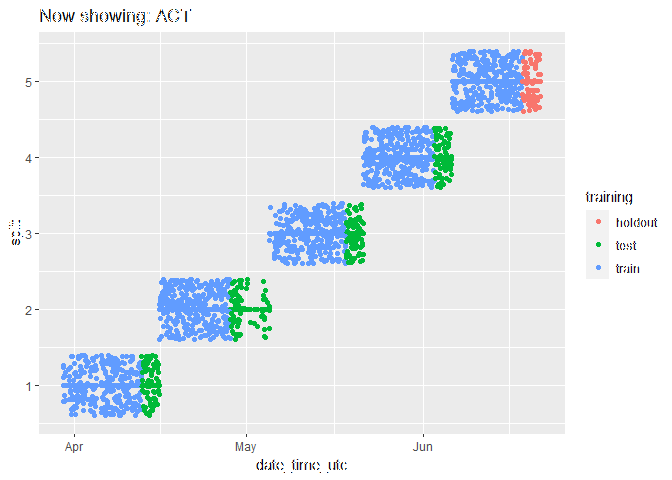 Now showing: ACT
split
5
4
3
2
1
Apr
May
Jun
date_time_utc
training
holdout
test
train